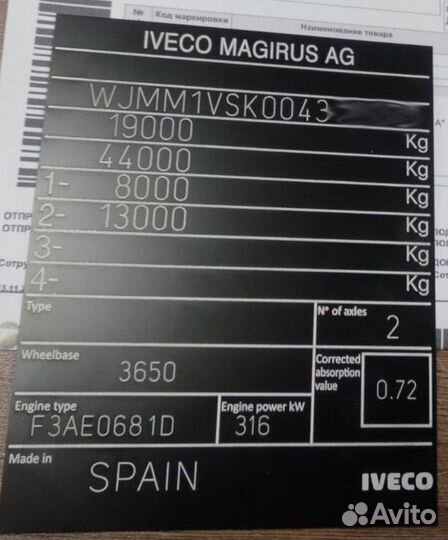 № Код маркировки Наименование товара
IVECO MAGIRUS AG
WJMM1VSK0043
19000 Kg
44000 Kg
1- 8000 Kg
2- 13000 Kg
3- Kg
4- Kg
Type
N° of axles
2
Wheelbase
3650
Corrected absorption value
0.72
Engine type
F3AE0681D
Engine power kW
316
Made in
SPAIN
IVECO
Avito